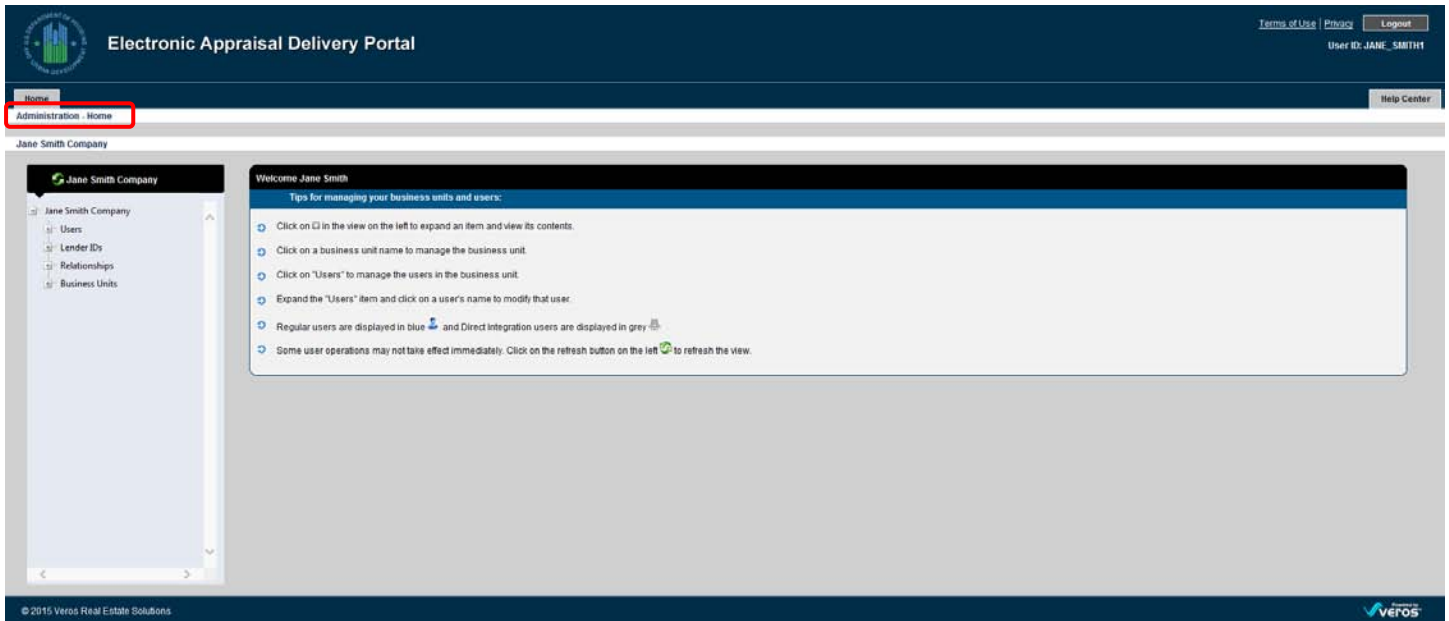 Electronic Appraisal Delivery Portal
Terms of Use | Privacy Logout
User ID: JANE_SMITH1
Home
Help Center
Administration - Home
Jane Smith Company
Jane Smith Company
Jane Smith Company
Users
Lender IDs
Relationships
Business Units
Welcome Jane Smith
Tips for managing your business units and users:
Click on in the view on the left to expand an item and view its contents.
Click on a business unit name to manage the business unit.
Click on "Users" to manage the users in the business unit.
Expand the "Users" item and click on a user's name to modify that user.
Regular users are displayed in blue and Direct Integration users are displayed in grey
Some user operations may not take effect immediately. Click on the refresh button on the left to refresh the view.
© 2015 Veros Real Estate Solutions
Powered by
veros